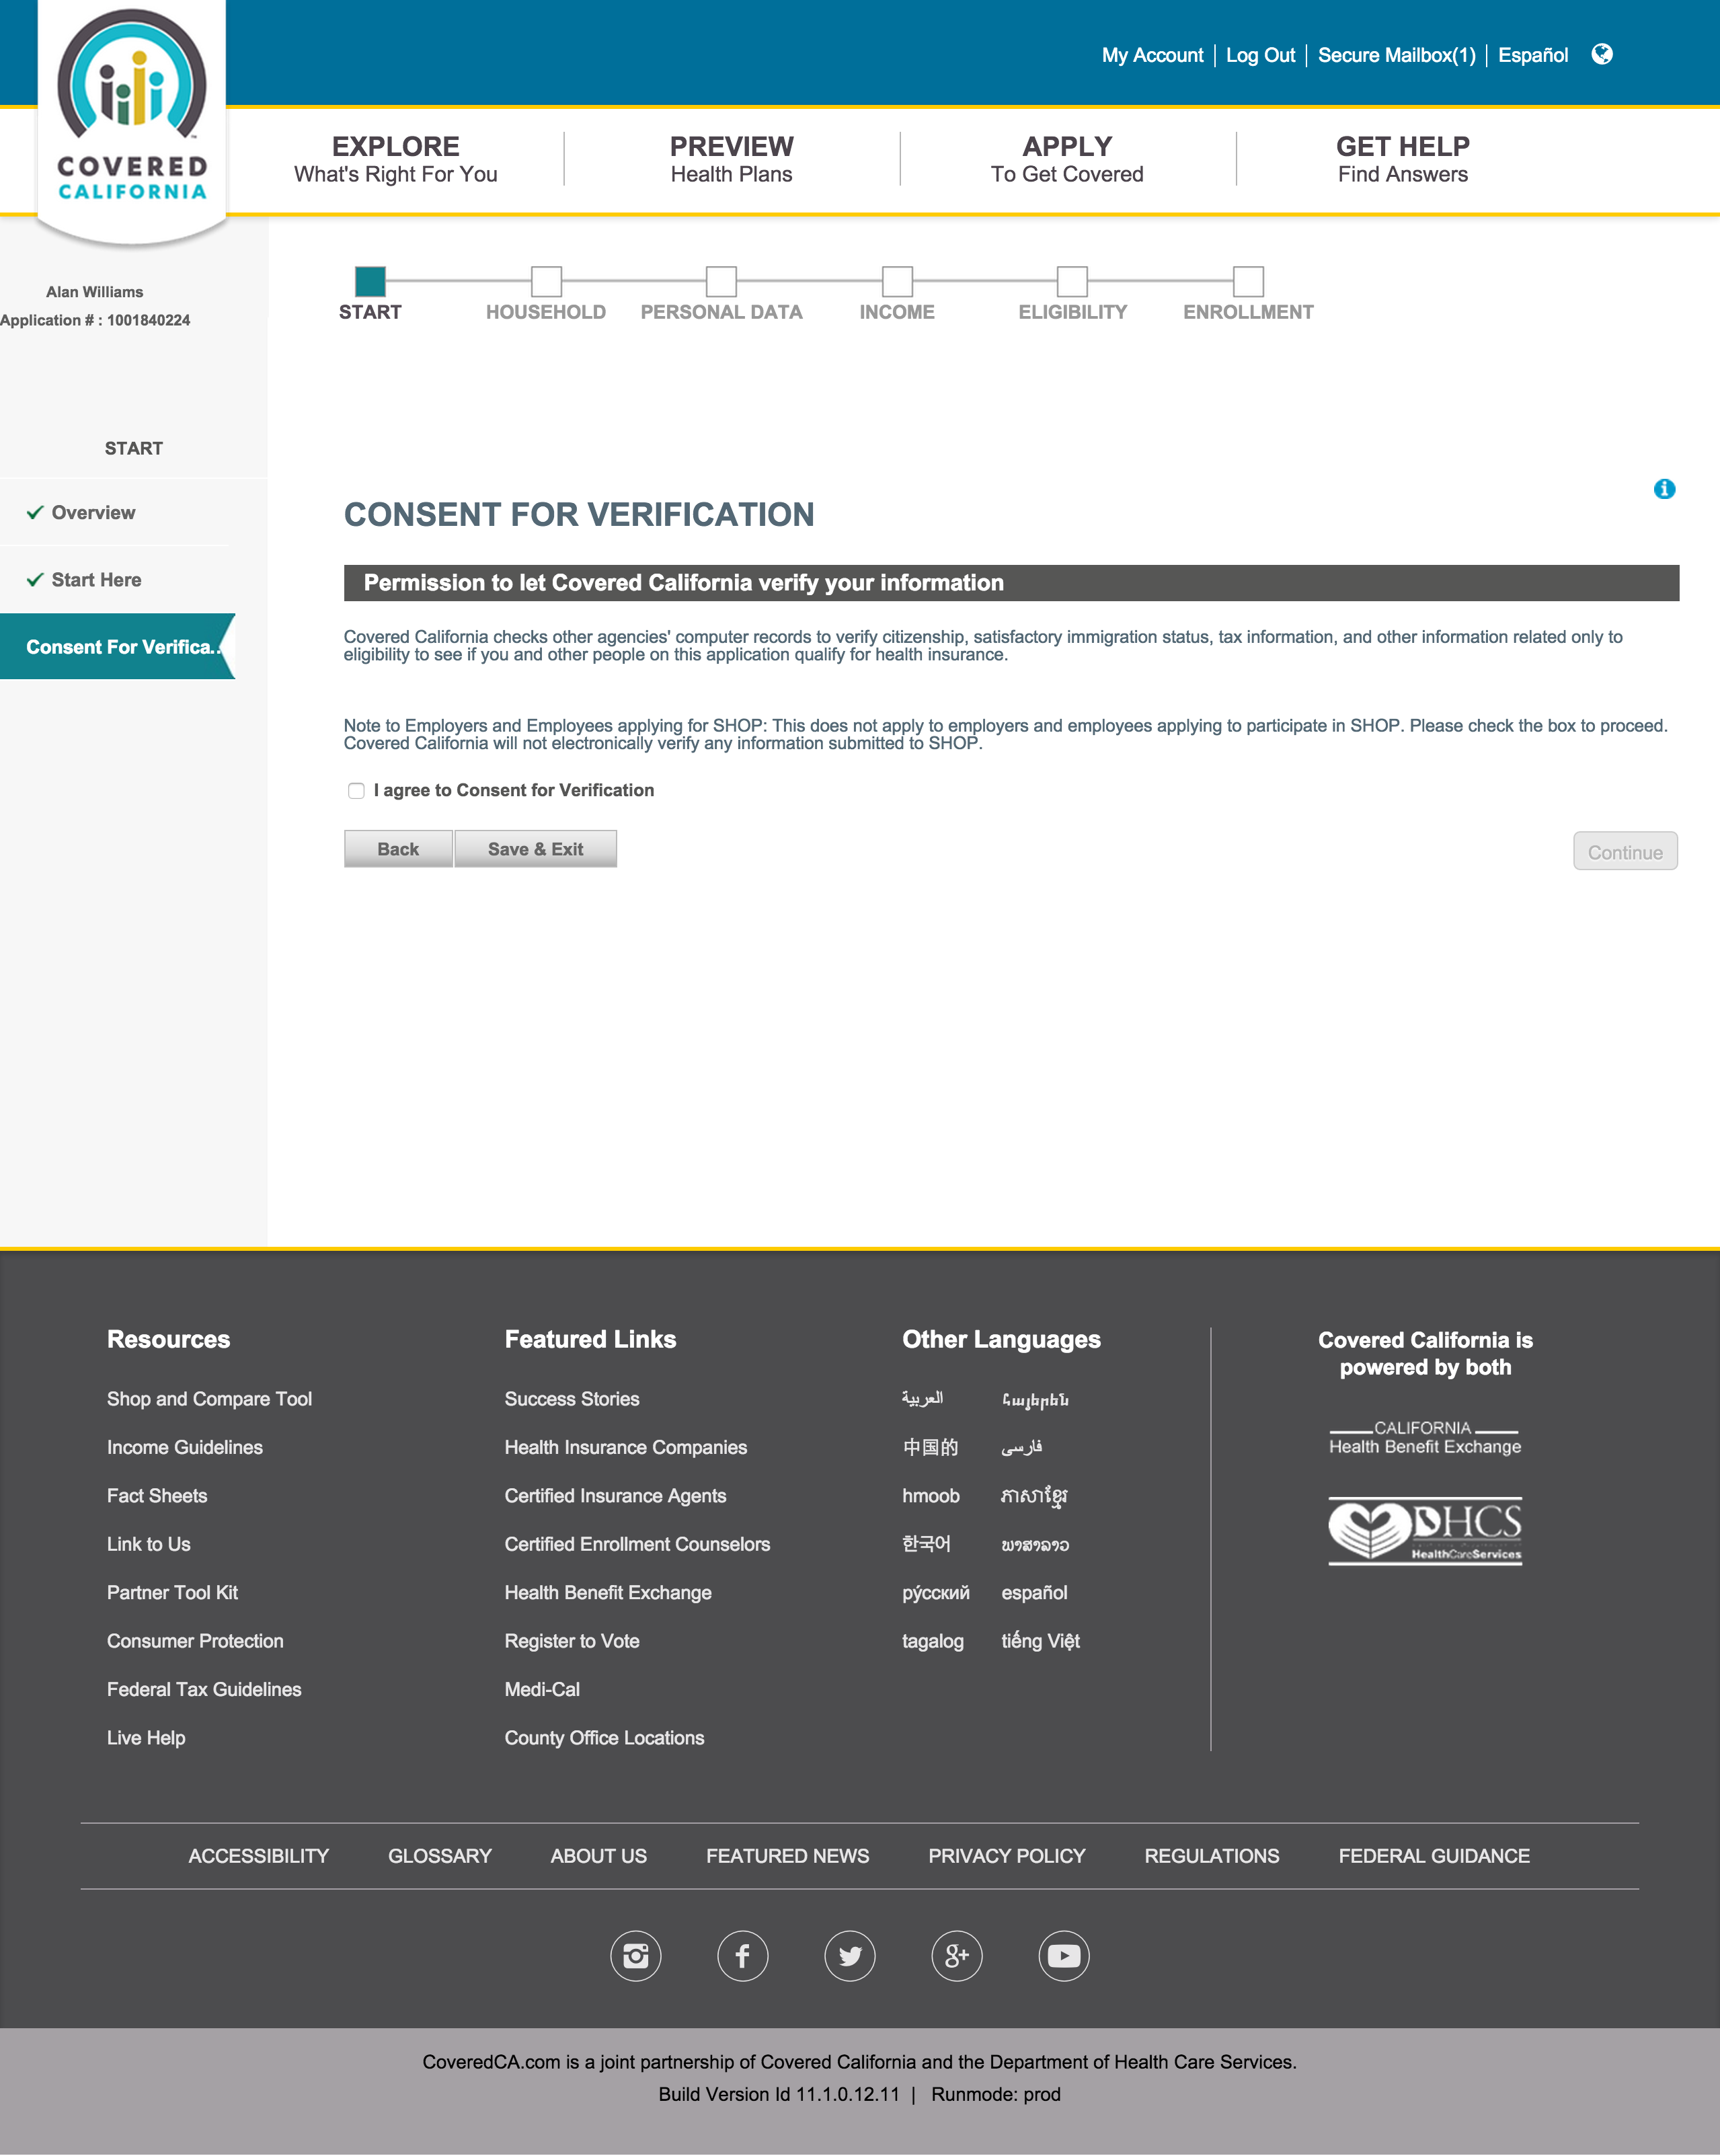 My Account | Log Out | Secure Mailbox(1) | Español
COVERED
CALIFORNIA
EXPLORE
What's Right For You
PREVIEW
Health Plans
APPLY
To Get Covered
GET HELP
Find Answers
Alan Williams
Application # : 1001840224
START
HOUSEHOLD
PERSONAL DATA
INCOME
ELIGIBILITY
ENROLLMENT
START
Overview
Start Here
Consent For Verifica..
CONSENT FOR VERIFICATION
Permission to let Covered California verify your information
Covered California checks other agencies' computer records to verify citizenship, satisfactory immigration status, tax information, and other information related only to
eligibility to see if you and other people on this application qualify for health insurance.
Note to Employers and Employees applying for SHOP: This does not apply to employers and employees applying to participate in SHOP. Please check the box to proceed.
Covered California will not electronically verify any information submitted to SHOP.
I agree to Consent for Verification
Back
Save & Exit
Continue
Resources
Shop and Compare Tool
Income Guidelines
Fact Sheets
Link to Us
Partner Tool Kit
Consumer Protection
Federal Tax Guidelines
Live Help
Featured Links
Success Stories
Health Insurance Companies
Certified Insurance Agents
Certified Enrollment Counselors
Health Benefit Exchange
Register to Vote
Medi-Cal
County Office Locations
Other Languages
العربية
Հայերեն
中国的
فارسی
hmoob
ភាសាខ្មែរ
한국어
ພາສາລາວ
ру́сский
español
tagalog
tiếng Việt
Covered California is
powered by both
CALIFORNIA
Health Benefit Exchange
DHCS
HealthCareServices
ACCESSIBILITY
GLOSSARY
ABOUT US
FEATURED NEWS
PRIVACY POLICY
REGULATIONS
FEDERAL GUIDANCE
CoveredCA.com is a joint partnership of Covered California and the Department of Health Care Services.
Build Version Id 11.1.0.12.11 | Runmode: prod